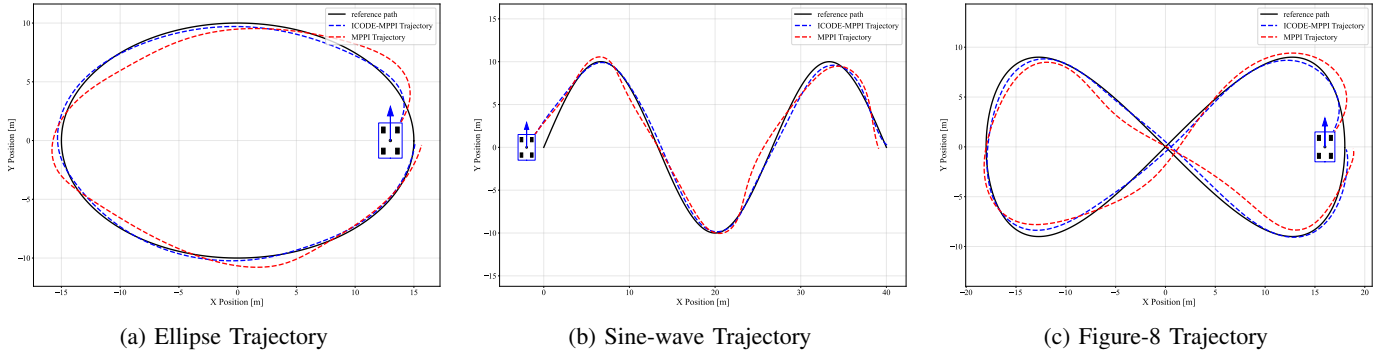 10
5
0
−5
−10
Y Position [m]
−15
−10
−5
0
5
10
15
X Position [m]
reference path
ICODE-MPPI Trajectory
MPPI Trajectory
(a) Ellipse Trajectory
15
10
5
0
−5
−10
−15
Y Position [m]
0
10
20
30
40
X Position [m]
reference path
ICODE-MPPI Trajectory
MPPI Trajectory
(b) Sine-wave Trajectory
10
5
0
−5
−10
Y Position [m]
−20
−15
−10
−5
0
5
10
15
20
X Position [m]
reference path
ICODE-MPPI Trajectory
MPPI Trajectory
(c) Figure-8 Trajectory